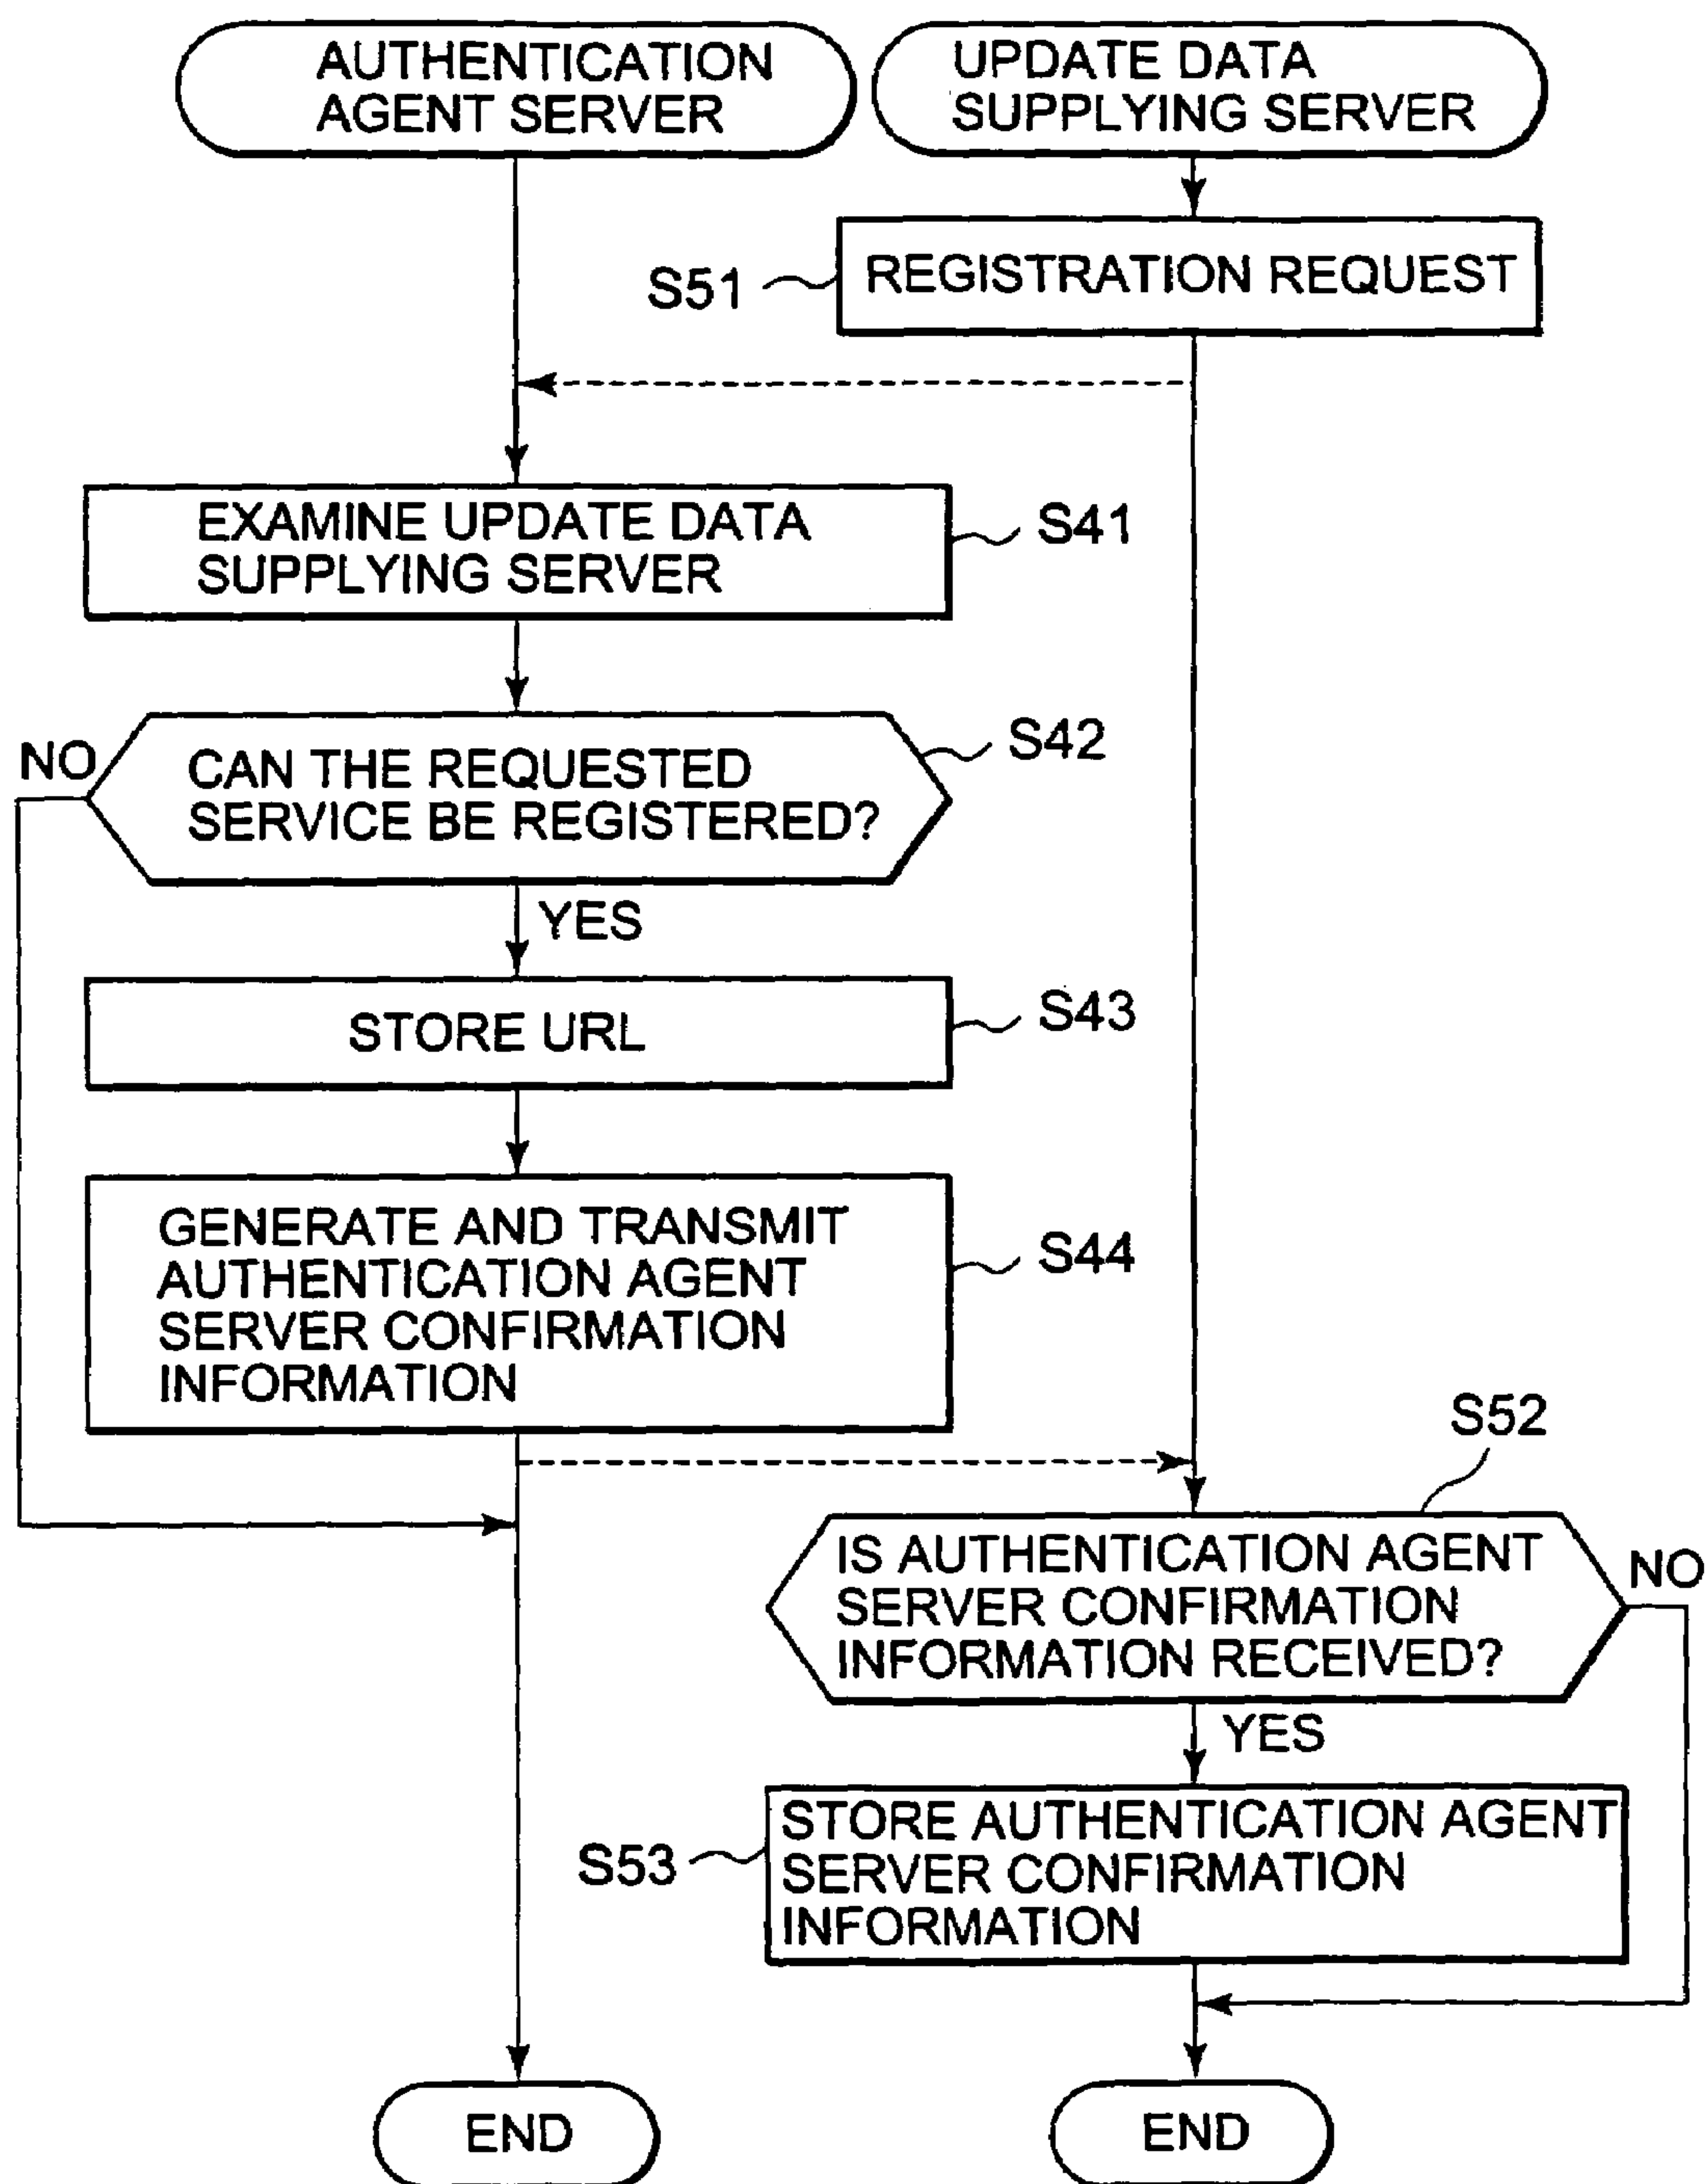 AUTHENTICATION
AGENT SERVER
UPDATE DATA
SUPPLYING SERVER
S51
REGISTRATION REQUEST
EXAMINE UPDATE DATA
SUPPLYING SERVER
S41
NO
CAN THE REQUESTED
SERVICE BE REGISTERED?
S42
YES
STORE URL
S43
GENERATE AND TRANSMIT
AUTHENTICATION AGENT
SERVER CONFIRMATION
INFORMATION
S44
S52
IS AUTHENTICATION AGENT
SERVER CONFIRMATION
INFORMATION RECEIVED?
NO
YES
S53
STORE AUTHENTICATION AGENT
SERVER CONFIRMATION
INFORMATION
END
END